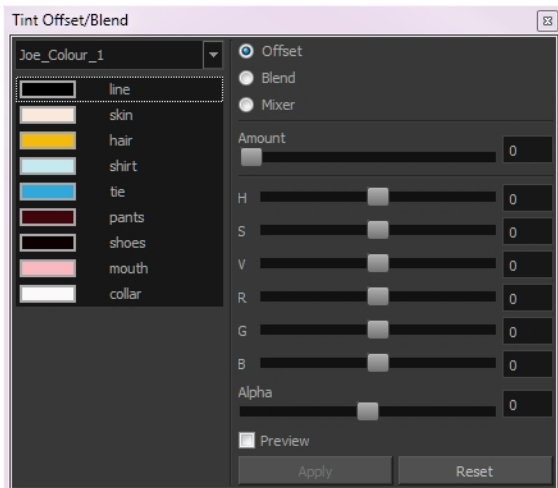 Tint Offset/Blend
Joe_Colour_1
line
skin
hair
shirt
tie
pants
shoes
mouth
collar
Offset
Blend
Mixer
Amount
0
H 0
S 0
V 0
R 0
G 0
B 0
Alpha
0
Preview
Apply Reset